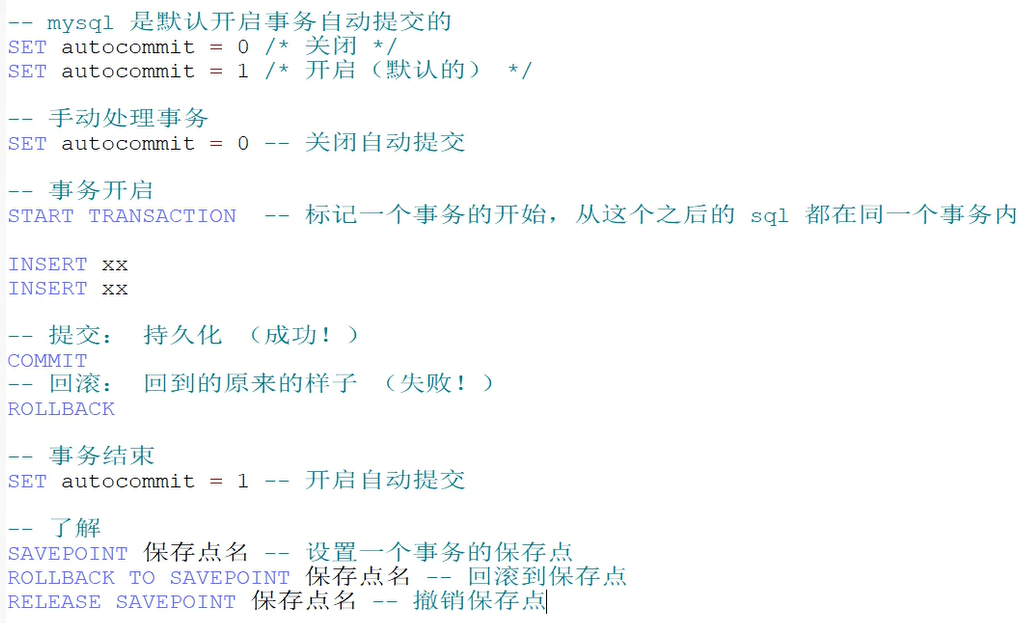 -- mysql 是默认开启事务自动提交的
SET autocommit = 0 /* 关闭 */
SET autocommit = 1 /* 开启（默认的） */
-- 手动处理事务
SET autocommit = 0 -- 关闭自动提交
-- 事务开启
START TRANSACTION  -- 标记一个事务的开始，从这个之后的 sql 都在同一个事务内
INSERT xx
INSERT xx
-- 提交： 持久化 （成功！）
COMMIT
-- 回滚： 回到的原来的样子 （失败！）
ROLLBACK
-- 事务结束
SET autocommit = 1 -- 开启自动提交
-- 了解
SAVEPOINT 保存点名 -- 设置一个事务的保存点
ROLLBACK TO SAVEPOINT 保存点名 -- 回滚到保存点
RELEASE SAVEPOINT 保存点名 -- 撤销保存点